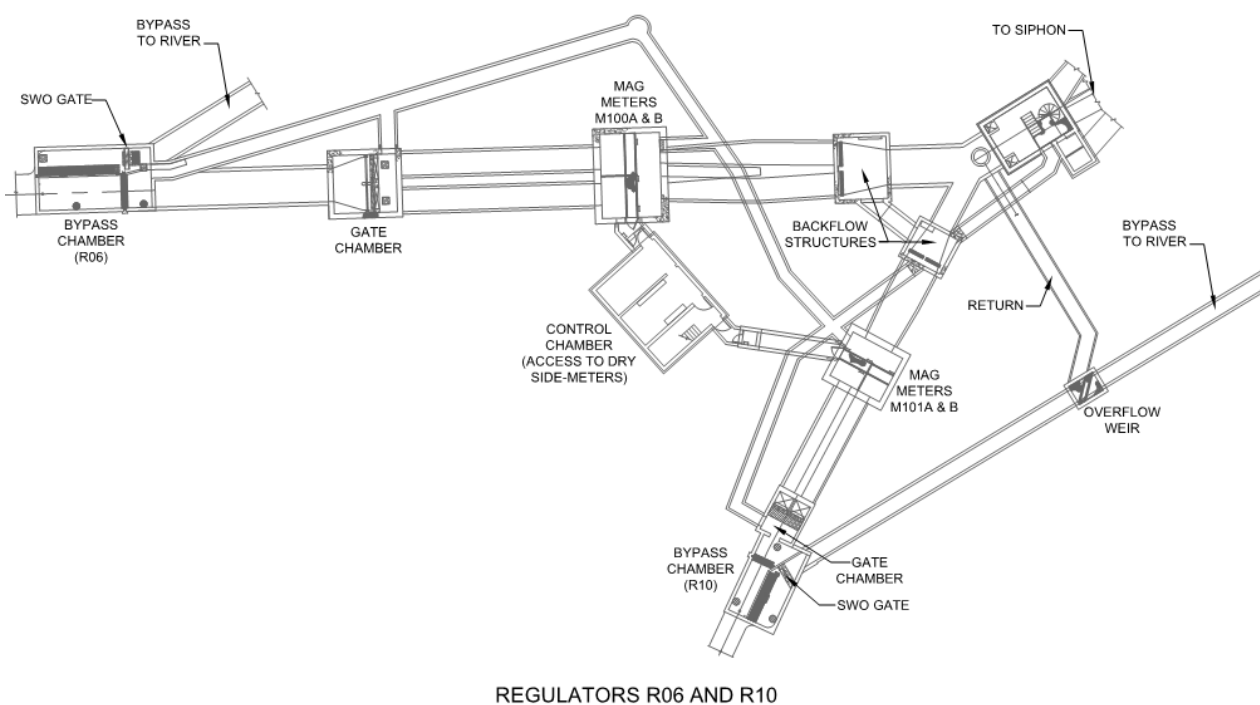 BYPASS
TO RIVER
SWO GATE
BYPASS
CHAMBER
(R06)
GATE
CHAMBER
MAG
METERS
M100A & B
TO SIPHON
BACKFLOW
STRUCTURES
BYPASS
TO RIVER
RETURN
CONTROL
CHAMBER
(ACCESS TO DRY
SIDE-METERS)
MAG
METERS
M101A & B
OVERFLOW
WEIR
BYPASS
CHAMBER
(R10)
GATE
CHAMBER
SWO GATE
REGULATORS R06 AND R10